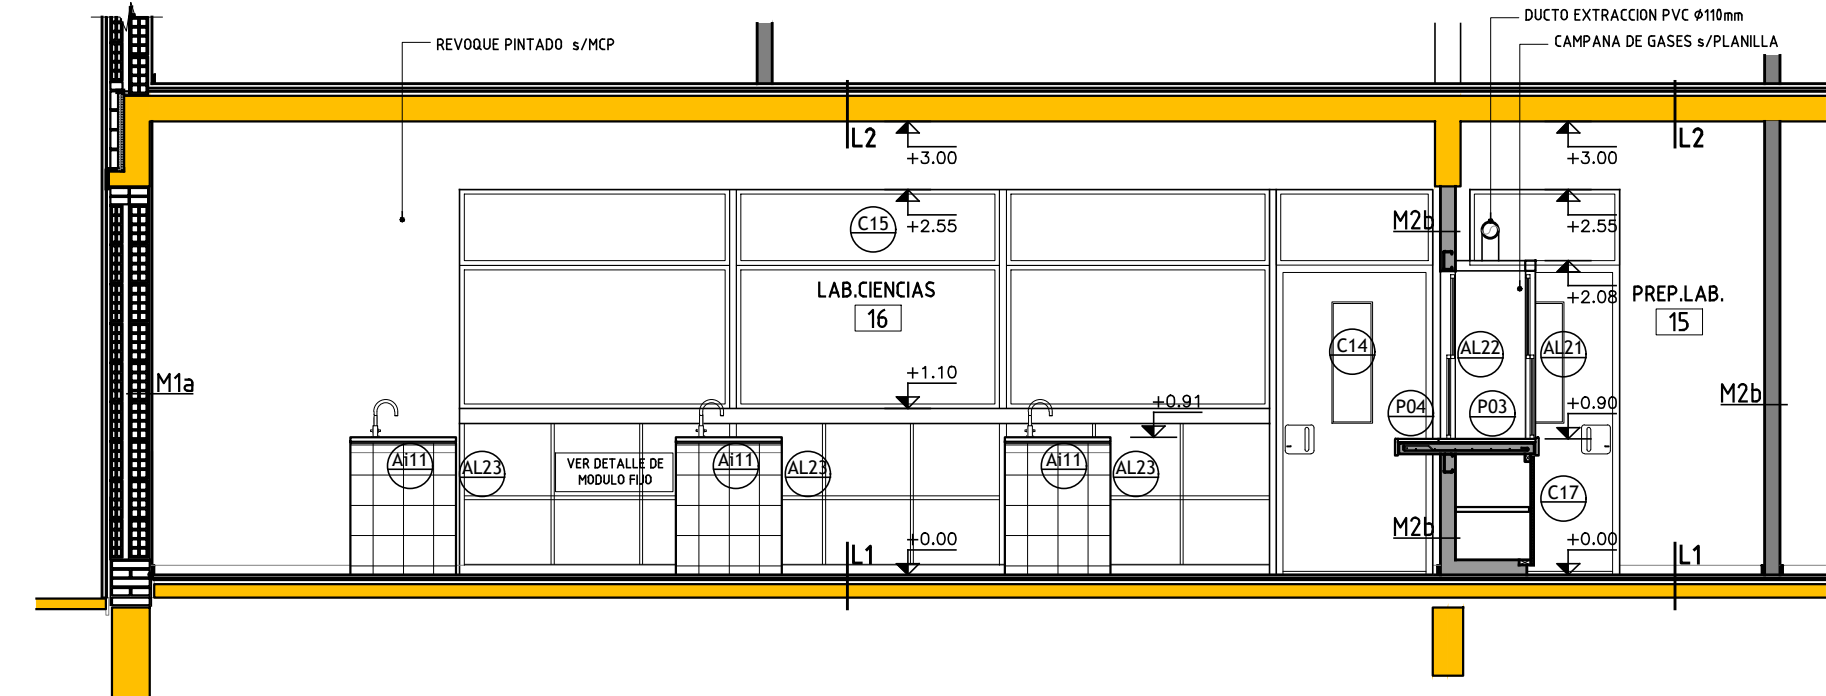 DUCTO EXTRACCION PVC Ø110mm
REVOQUE PINTADO s/MCP
CAMPANA DE GASES s/PLANILLA
L2
L2
+3.00
+3.00
C15
+2.55
M2b
+2.55
LAB.CIENCIAS
16
+2.08
PREP.LAB.
15
C14
AL22
AL21
M1a
+1.10
M2b
+0.91
P04
P03
+0.90
Ai11
AL23
VER DETALLE DE
MODULO FIJO
Ai11
AL23
Ai11
AL23
C17
M2b
+0.00
+0.00
L1
L1